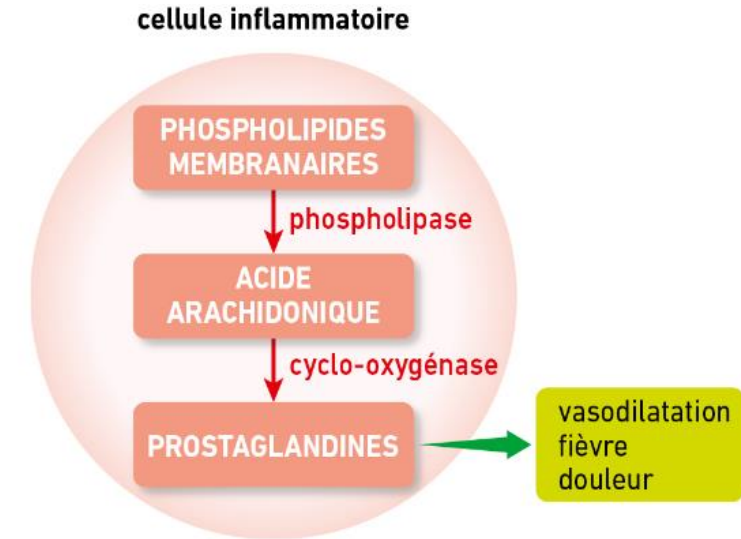 cellule inflammatoire
PHOSPHOLIPIDES
MEMBRANAIRES
phospholipase
ACIDE
ARACHIDONIQUE
cyclo-oxygénase
PROSTAGLANDINES
vasodilatation
fièvre
douleur